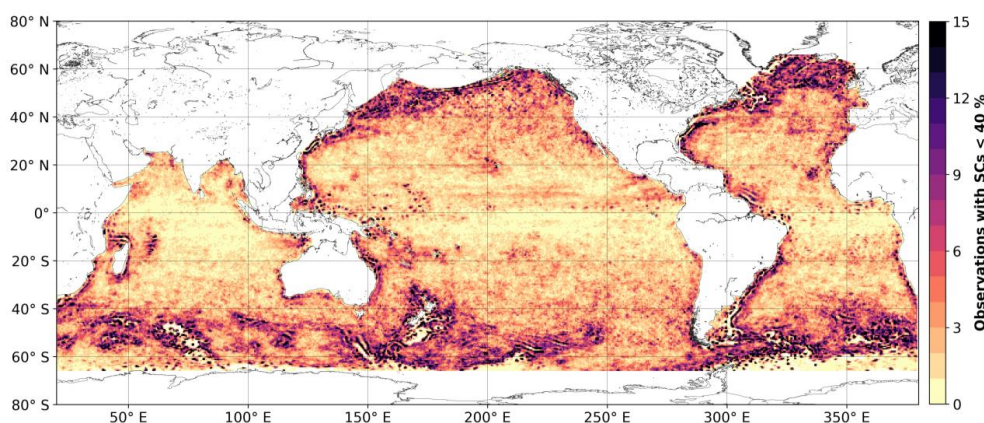 80° N
60° N
40° N
20° N
0°
20° S
40° S
60° S
80° S
50° E
100° E
150° E
200° E
250° E
300° E
350° E
15
12
9
6
3
0
Observations with SCs < 40 %